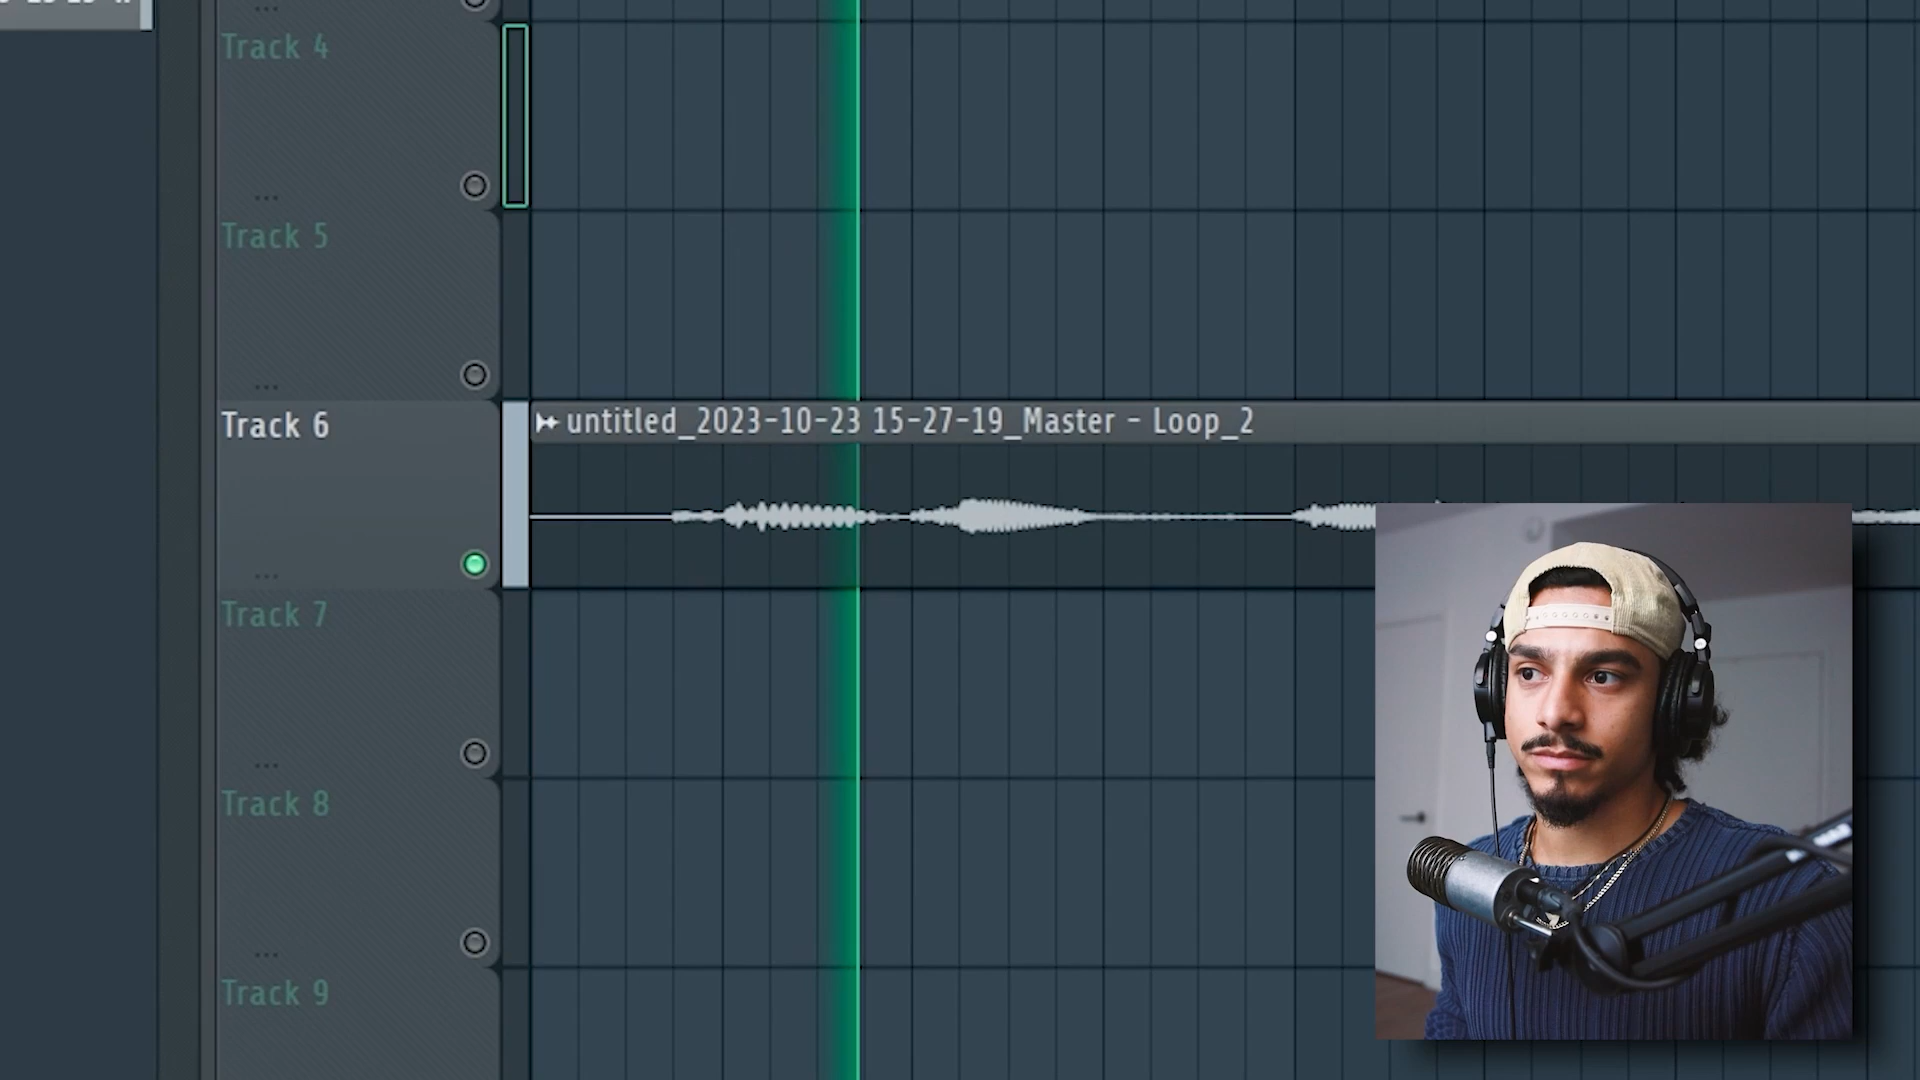 Track 4
Track 5
Track 6
untitled_2023-10-23 15-27-19_Master - Loop_2
Track 7
Track 8
Track 9